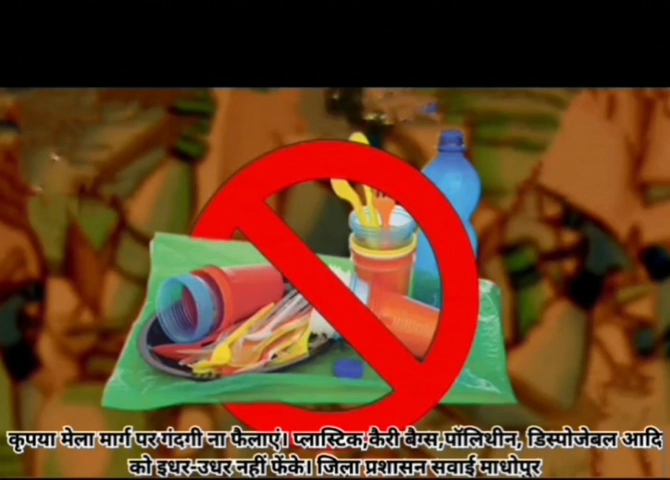 कृपया मेला मार्ग पर गंदगी ना फैलाएं। प्लास्टिक,कैरी बैग्स,पॉलिथीन, डिस्पोजेबल आदि
को इधर-उधर नहीं फेंके। जिला प्रशासन सवाई माधोपुर